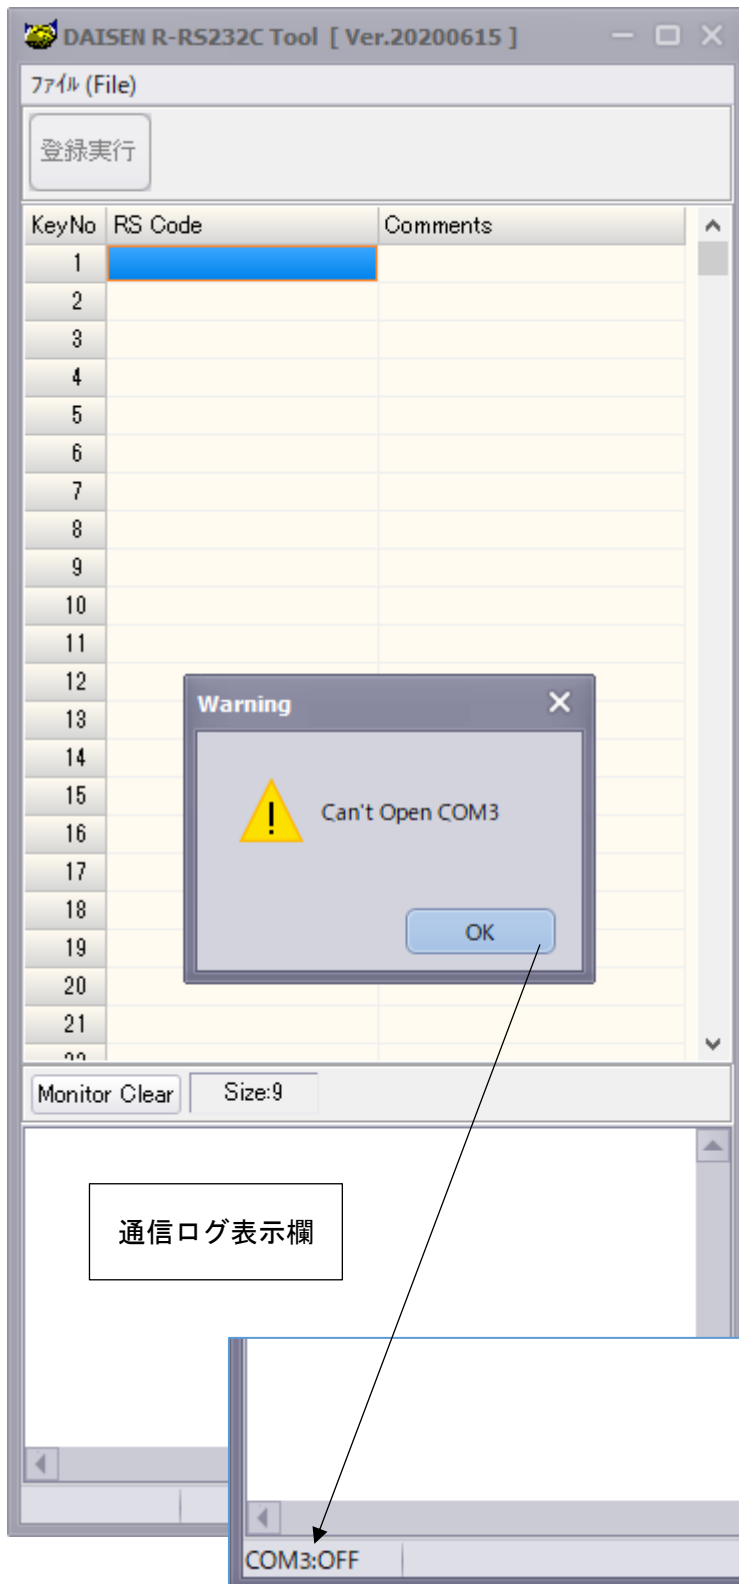 DAISEN R-RS232C Tool [ Ver.20200615 ]
ﾌｧｲﾙ (File)
登録実行
KeyNo RS Code Comments
1
2
3
4
5
6
7
8
9
10
11
12
Warning
13
14
15
Can't Open COM3
16
17
18
OK
19
20
21
Monitor Clear Size:9
通信ログ表示欄
COM3:OFF